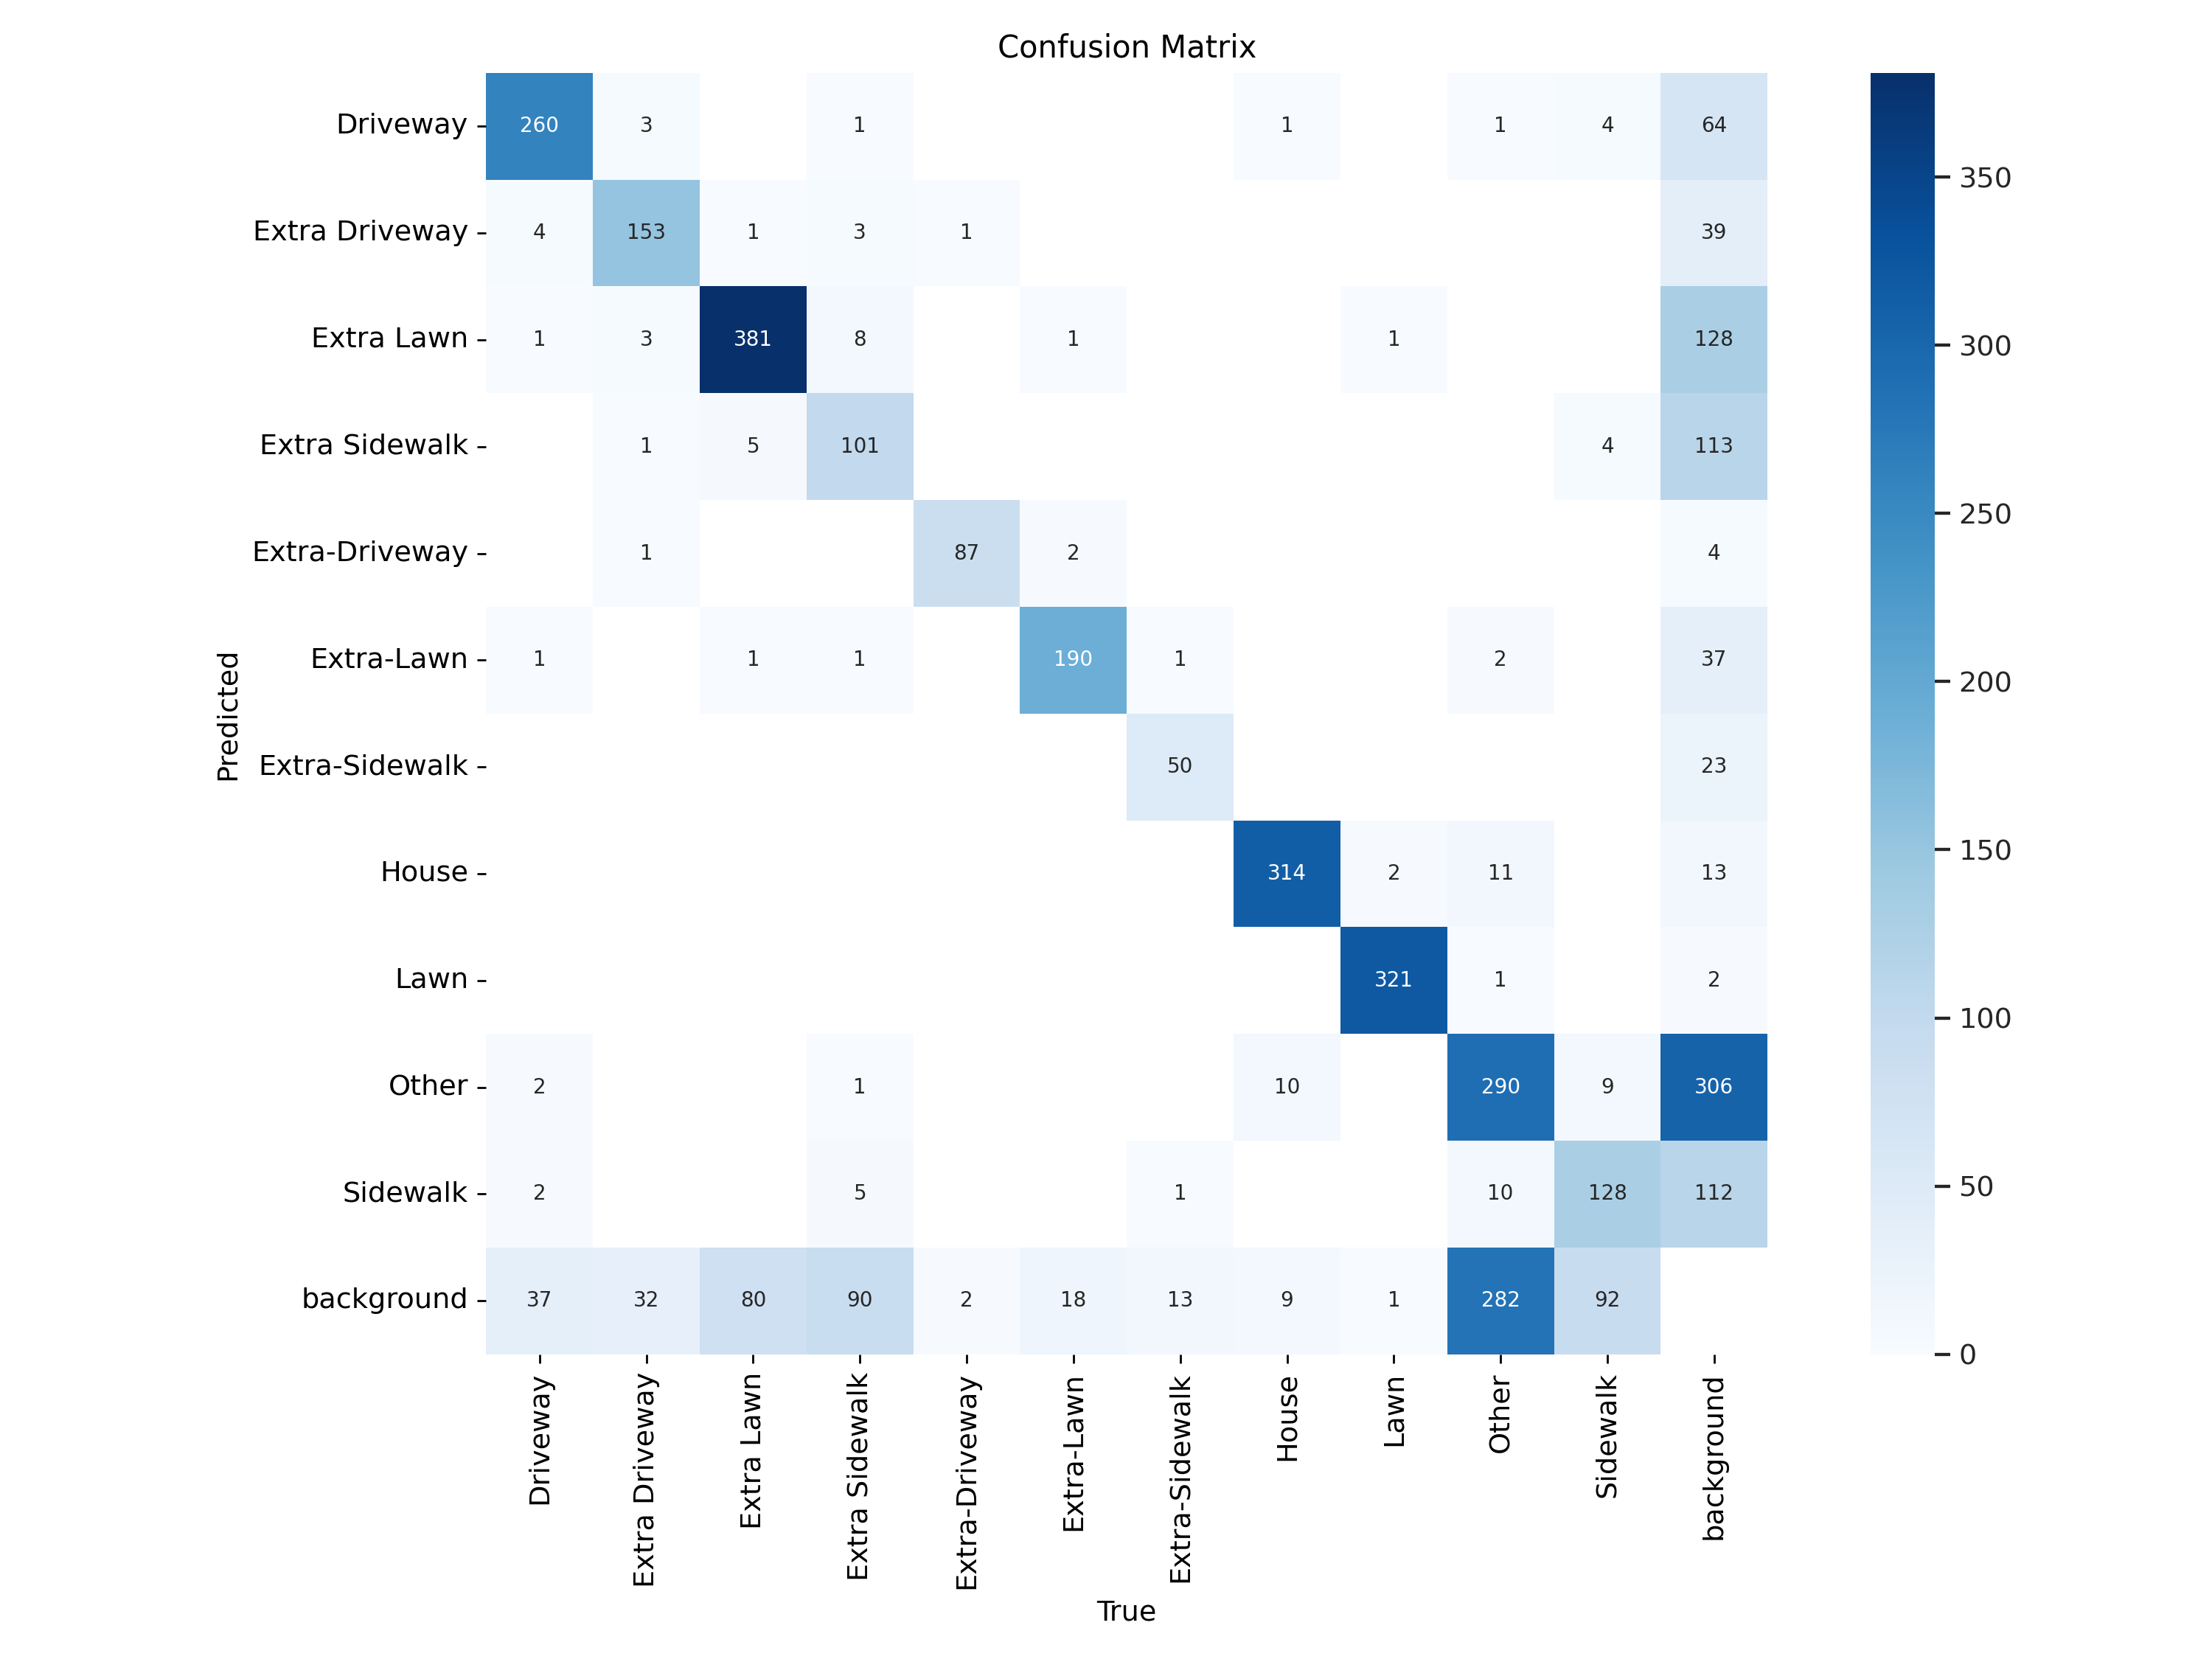 Confusion Matrix
Driveway 260 3 1 1 1 4 64
Extra Driveway 4 153 1 3 1 39
Extra Lawn 1 3 381 8 1 1 128
Extra Sidewalk 1 5 101 4 113
Extra-Driveway 1 87 2 4
Extra-Lawn 1 1 1 190 1 2 37
Extra-Sidewalk 50 23
House 314 2 11 13
Lawn 321 1 2
Other 2 1 10 290 9 306
Sidewalk 2 5 1 10 128 112
background 37 32 80 90 2 18 13 9 1 282 92
Predicted
Driveway
Extra Driveway
Extra Lawn
Extra Sidewalk
Extra-Driveway
Extra-Lawn
Extra-Sidewalk
House
Lawn
Other
Sidewalk
background
True
350
300
250
200
150
100
50
0